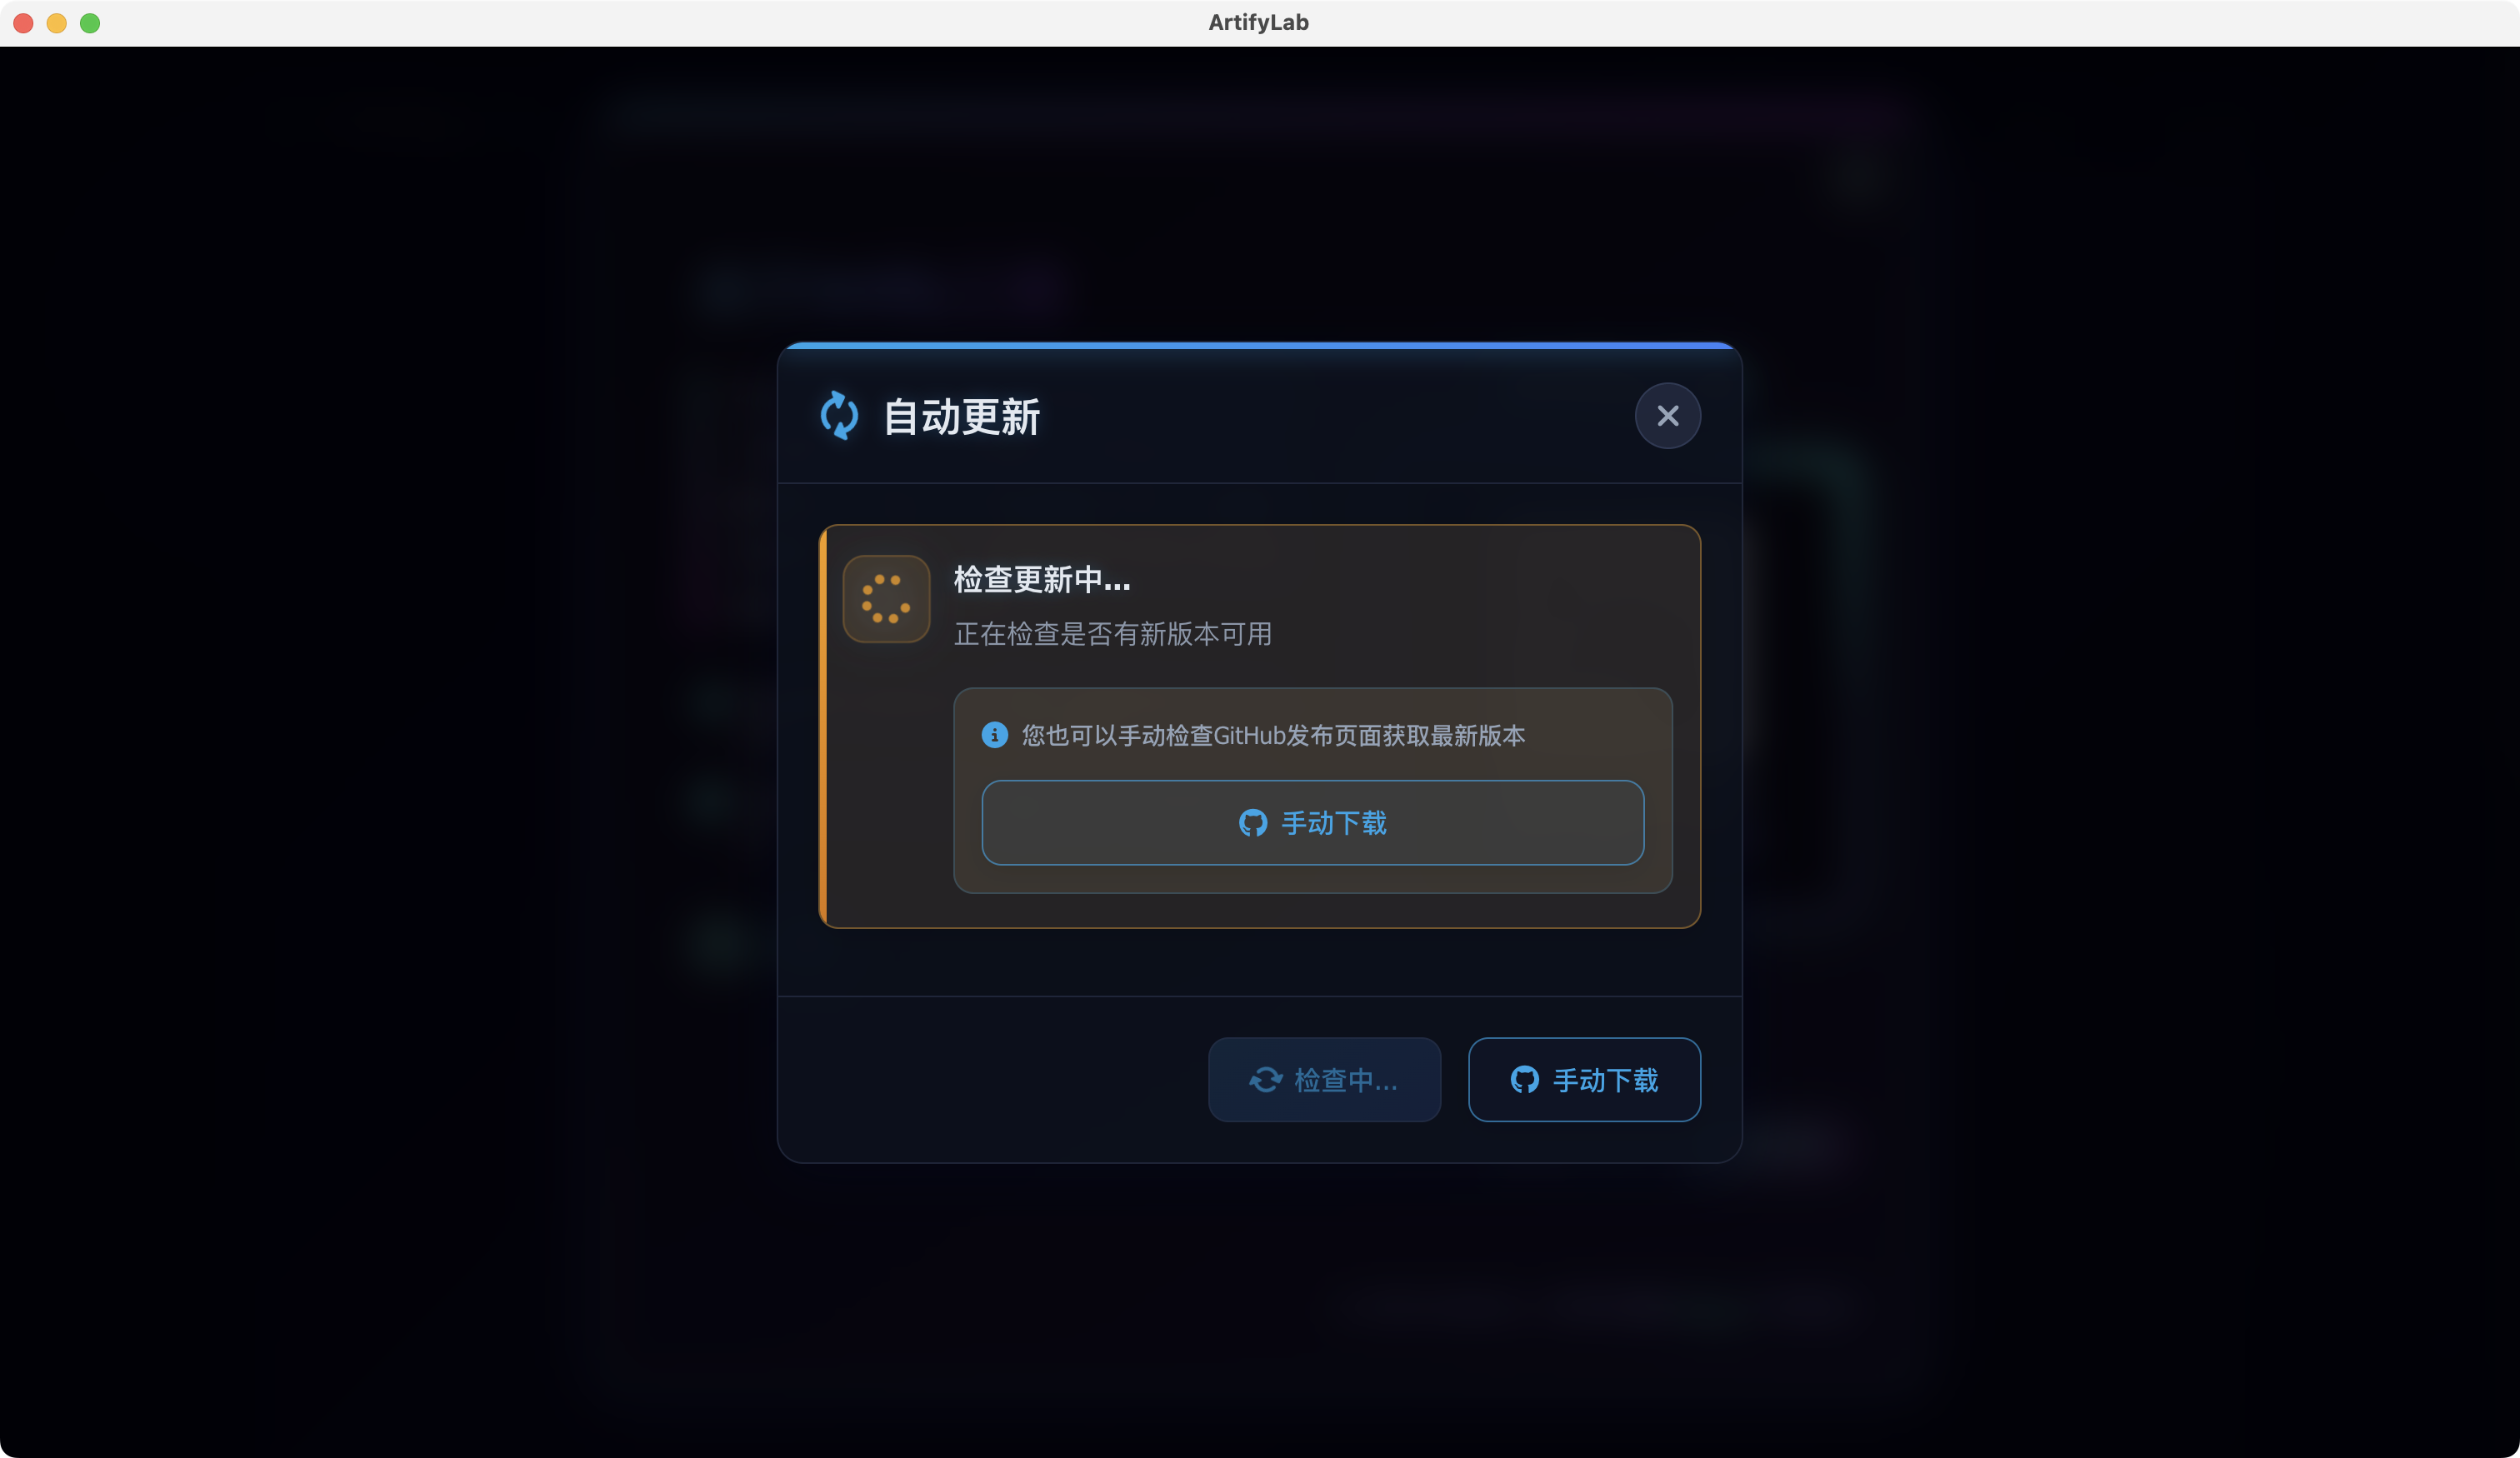 ArtifyLab
自动更新
检查更新中...
正在检查是否有新版本可用
您也可以手动检查GitHub发布页面获取最新版本
手动下载
检查中...
手动下载